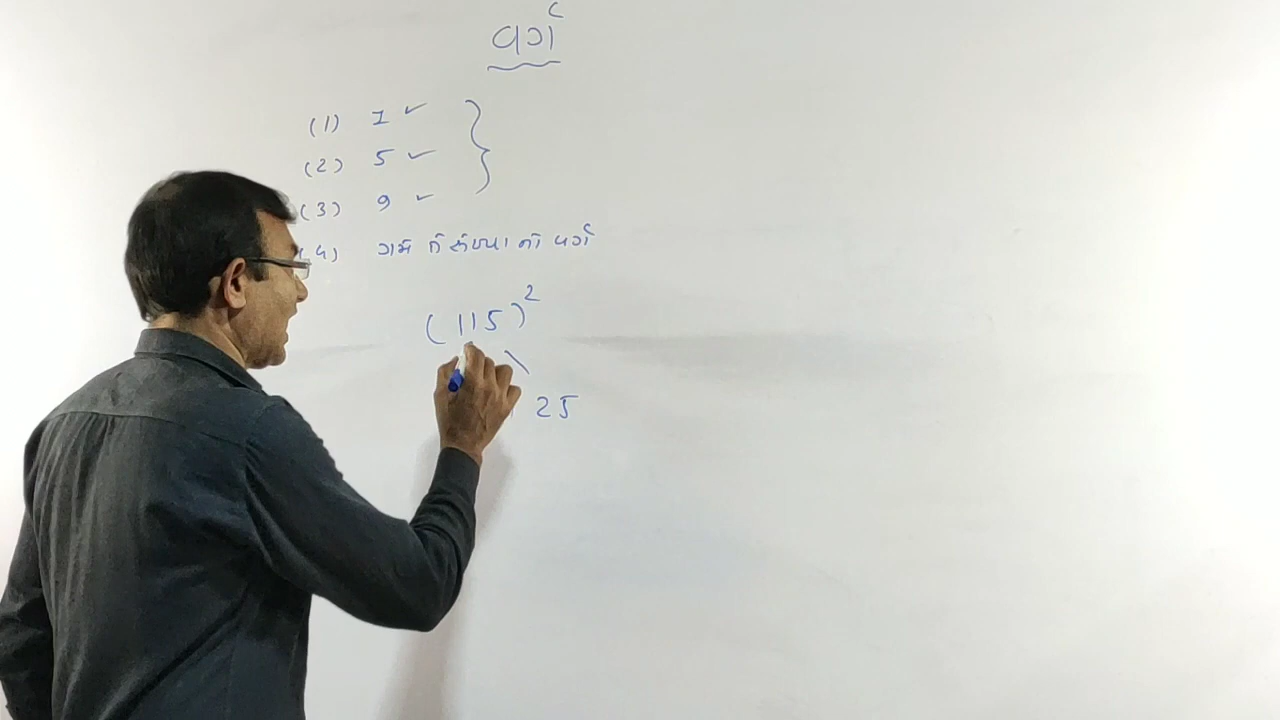 વર્ગ
(1) 1 ✓
(2) 5 ✓
(3) 9 ✓
(4) ગમે તે સંખ્યાનો વર્ગ
(115)²
25